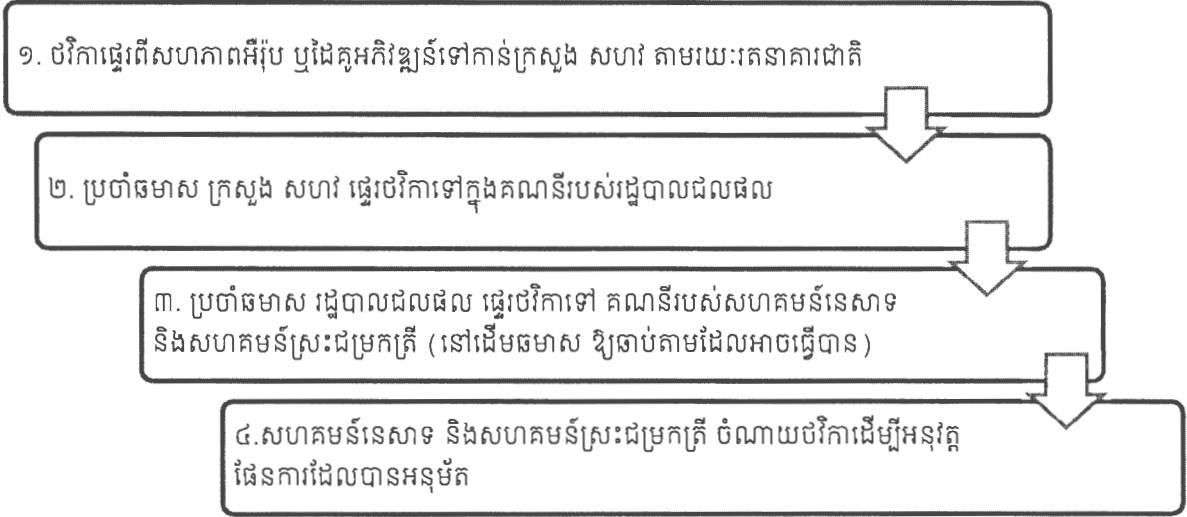 ១. ថវិកាផ្ទេរពីសហភាពអឺរ៉ុប ឬដៃគូអភិវឌ្ឍន៍ទៅកាន់ក្រសួង សហវ តាមរយៈរតនាគារជាតិ
២. ប្រចាំឆមាស ក្រសួង សហវ ផ្ទេរថវិកាទៅក្នុងគណនីរបស់រដ្ឋបាលជលផល
៣. ប្រចាំឆមាស រដ្ឋបាលជលផល ផ្ទេរថវិកាទៅ គណនីរបស់សហគមន៍នេសាទ
និងសហគមន៍ស្រះជម្រកត្រី (នៅដើមឆមាស ឱ្យឆាប់តាមដែលអាចធ្វើបាន)
៤.សហគមន៍នេសាទ និងសហគមន៍ស្រះជម្រកត្រី ចំណាយថវិកាដើម្បីអនុវត្ត
ផែនការដែលបានអនុម័ត